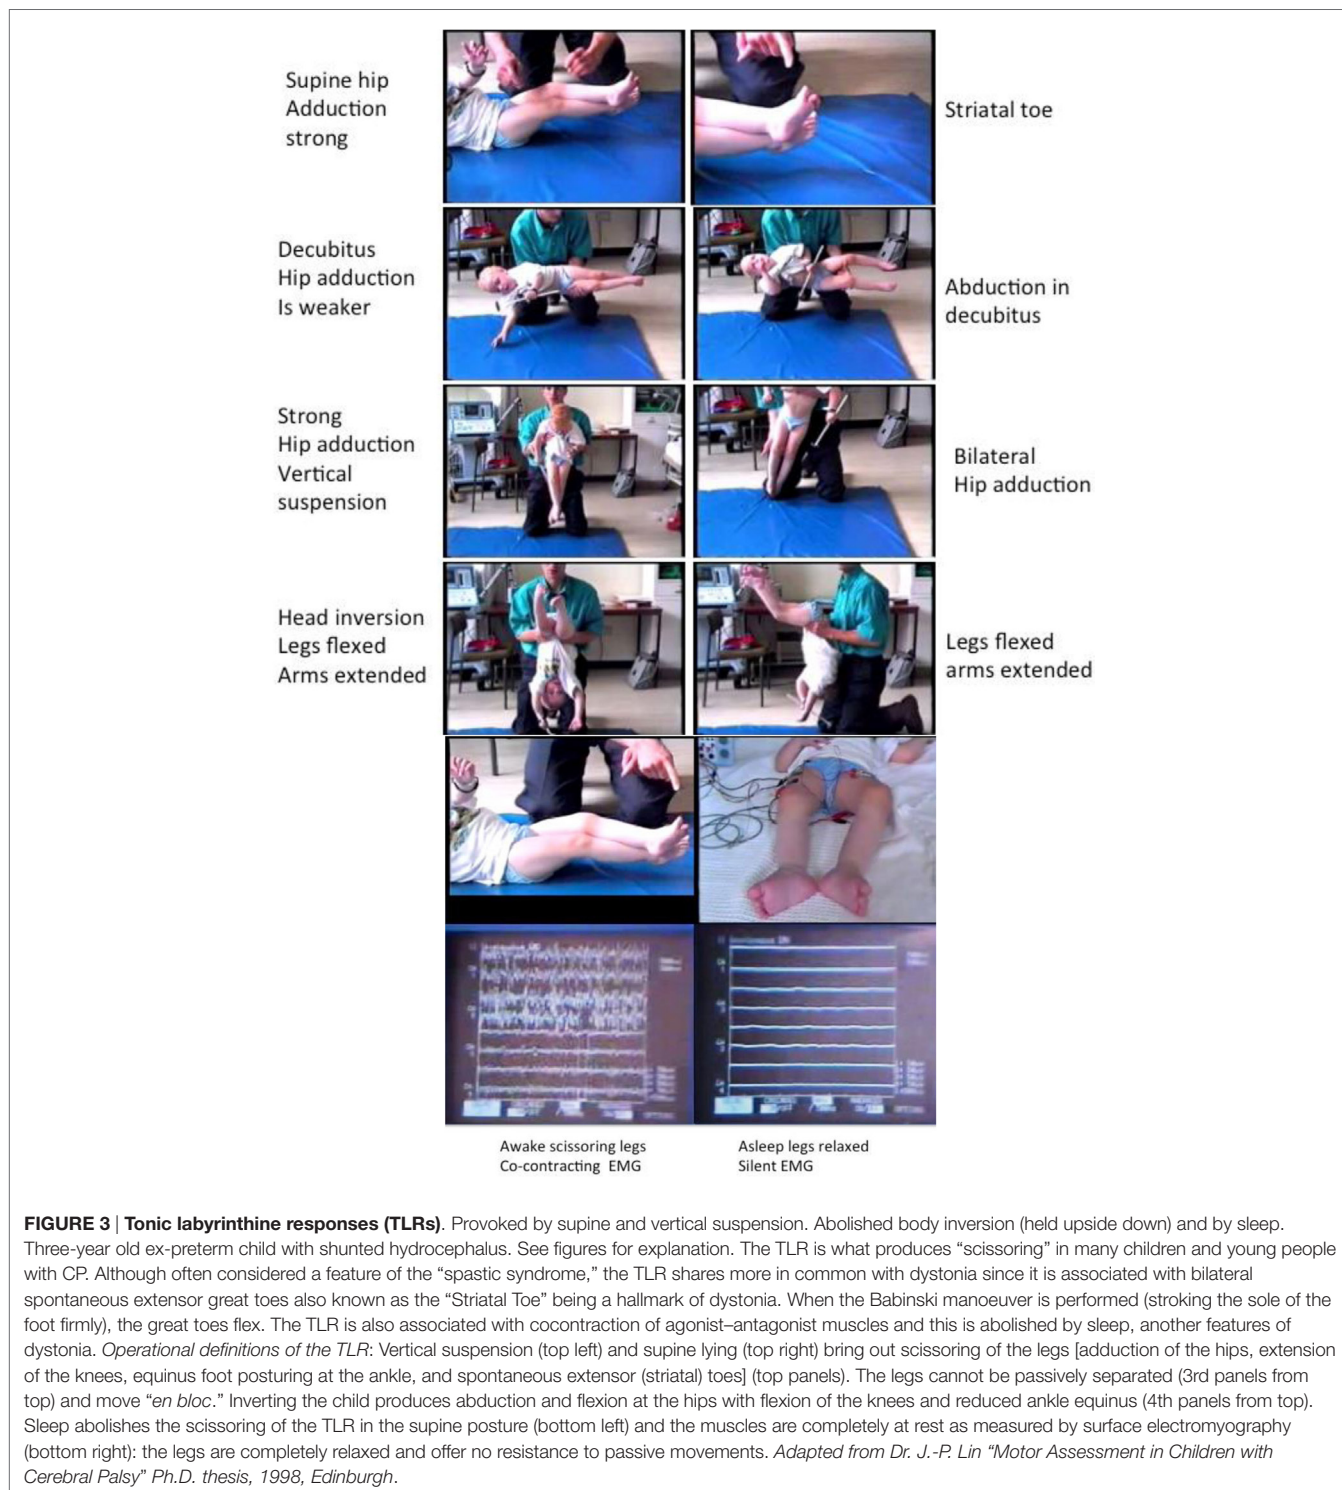 Supine hip
Adduction
strong
Striatal toe
Decubitus
Hip adduction
Is weaker
Abduction in
decubitus
Strong
Hip adduction
Vertical
suspension
Bilateral
Hip adduction
Head inversion
Legs flexed
Arms extended
Legs flexed
arms extended
Awake scissoring legs
Co-contracting EMG
Asleep legs relaxed
Silent EMG
FIGURE 3 | Tonic labyrinthine responses (TLRs). Provoked by supine and vertical suspension. Abolished body inversion (held upside down) and by sleep.
Three-year old ex-preterm child with shunted hydrocephalus. See figures for explanation. The TLR is what produces “scissoring” in many children and young people
with CP. Although often considered a feature of the “spastic syndrome,” the TLR shares more in common with dystonia since it is associated with bilateral
spontaneous extensor great toes also known as the “Striatal Toe” being a hallmark of dystonia. When the Babinski manoeuver is performed (stroking the sole of the
foot firmly), the great toes flex. The TLR is also associated with cocontraction of agonist–antagonist muscles and this is abolished by sleep, another features of
dystonia. Operational definitions of the TLR: Vertical suspension (top left) and supine lying (top right) bring out scissoring of the legs [adduction of the hips, extension
of the knees, equinus foot posturing at the ankle, and spontaneous extensor (striatal) toes] (top panels). The legs cannot be passively separated (3rd panels from
top) and move “en bloc.” Inverting the child produces abduction and flexion at the hips with flexion of the knees and reduced ankle equinus (4th panels from top).
Sleep abolishes the scissoring of the TLR in the supine posture (bottom left) and the muscles are completely at rest as measured by surface electromyography
(bottom right): the legs are completely relaxed and offer no resistance to passive movements. Adapted from Dr. J.-P. Lin “Motor Assessment in Children with
Cerebral Palsy” Ph.D. thesis, 1998, Edinburgh.